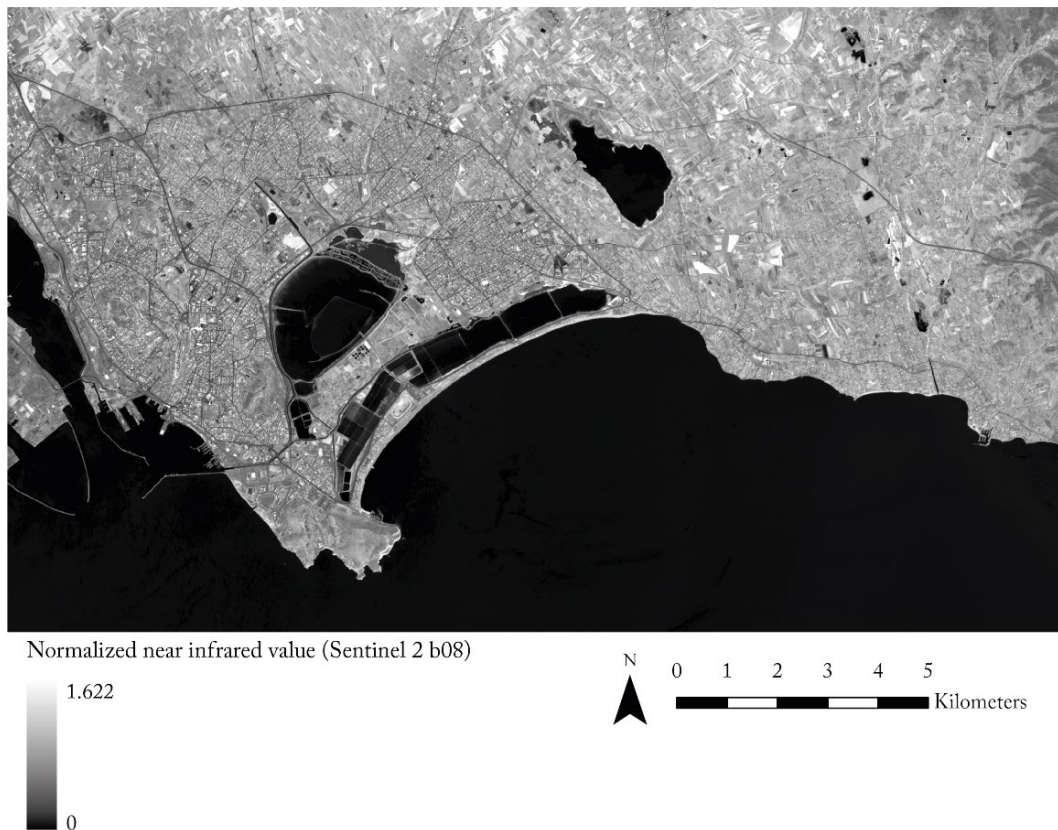 Normalized near infrared value (Sentinel 2 b08)
1.622
0
N
0 1 2 3 4 5
Kilometers